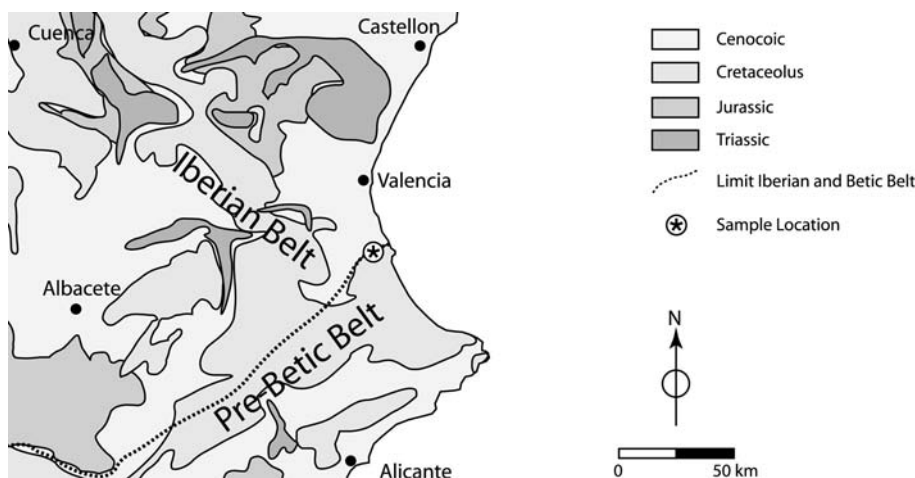 Cuenca
Castellon
Iberian Belt
Valencia
Albacete
Pre-Betic Belt
Alicante
Cenocoic
Cretaceolus
Jurassic
Triassic
Limit Iberian and Betic Belt
Sample Location
N
0 50 km